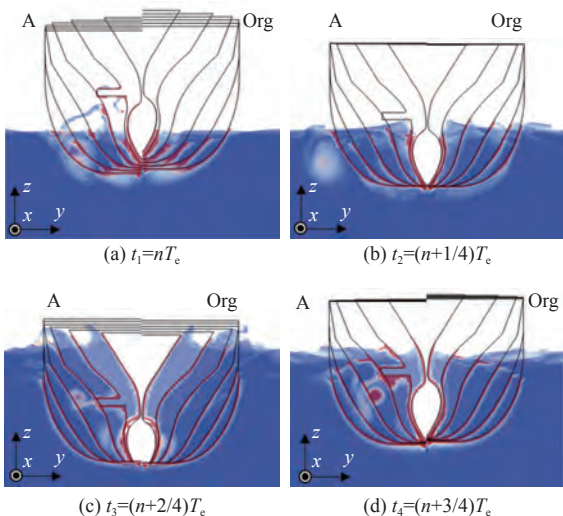 A Org
z
x y
(a) t₁=nTₑ
A Org
z
x y
(b) t₂=(n+1/4)Tₑ
A Org
z
x y
(c) t₃=(n+2/4)Tₑ
A Org
z
x y
(d) t₄=(n+3/4)Tₑ